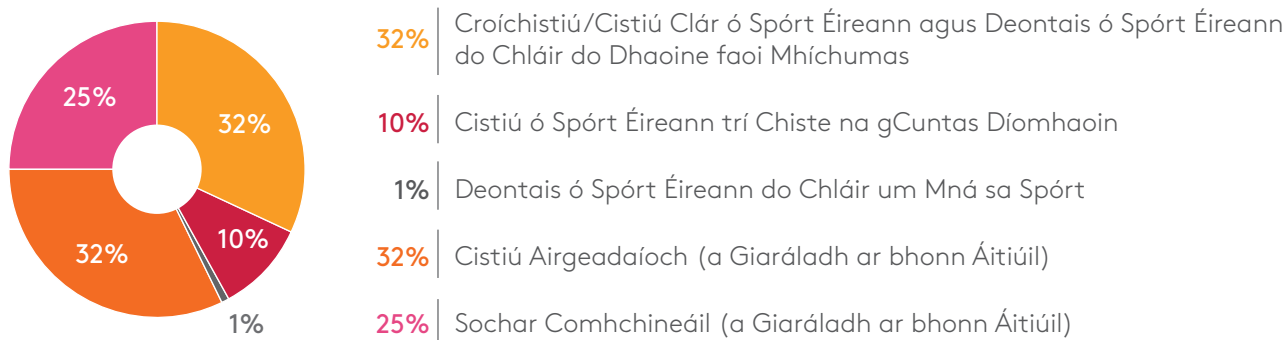 25%
32%
10%
32%
1%
32% Croíchistiú/Cistiú Clár ó Spórt Éireann agus Deontais ó Spórt Éireann
do Chláir do Dhaoine faoi Mhíchumas
10% Cistiú ó Spórt Éireann trí Chiste na gCuntas Díomhaoin
1% Deontais ó Spórt Éireann do Chláir um Mná sa Spórt
32% Cistiú Airgeadaíoch (a Giaráladh ar bhonn Áitiúil)
25% Sochar Comhchineáil (a Giaráladh ar bhonn Áitiúil)